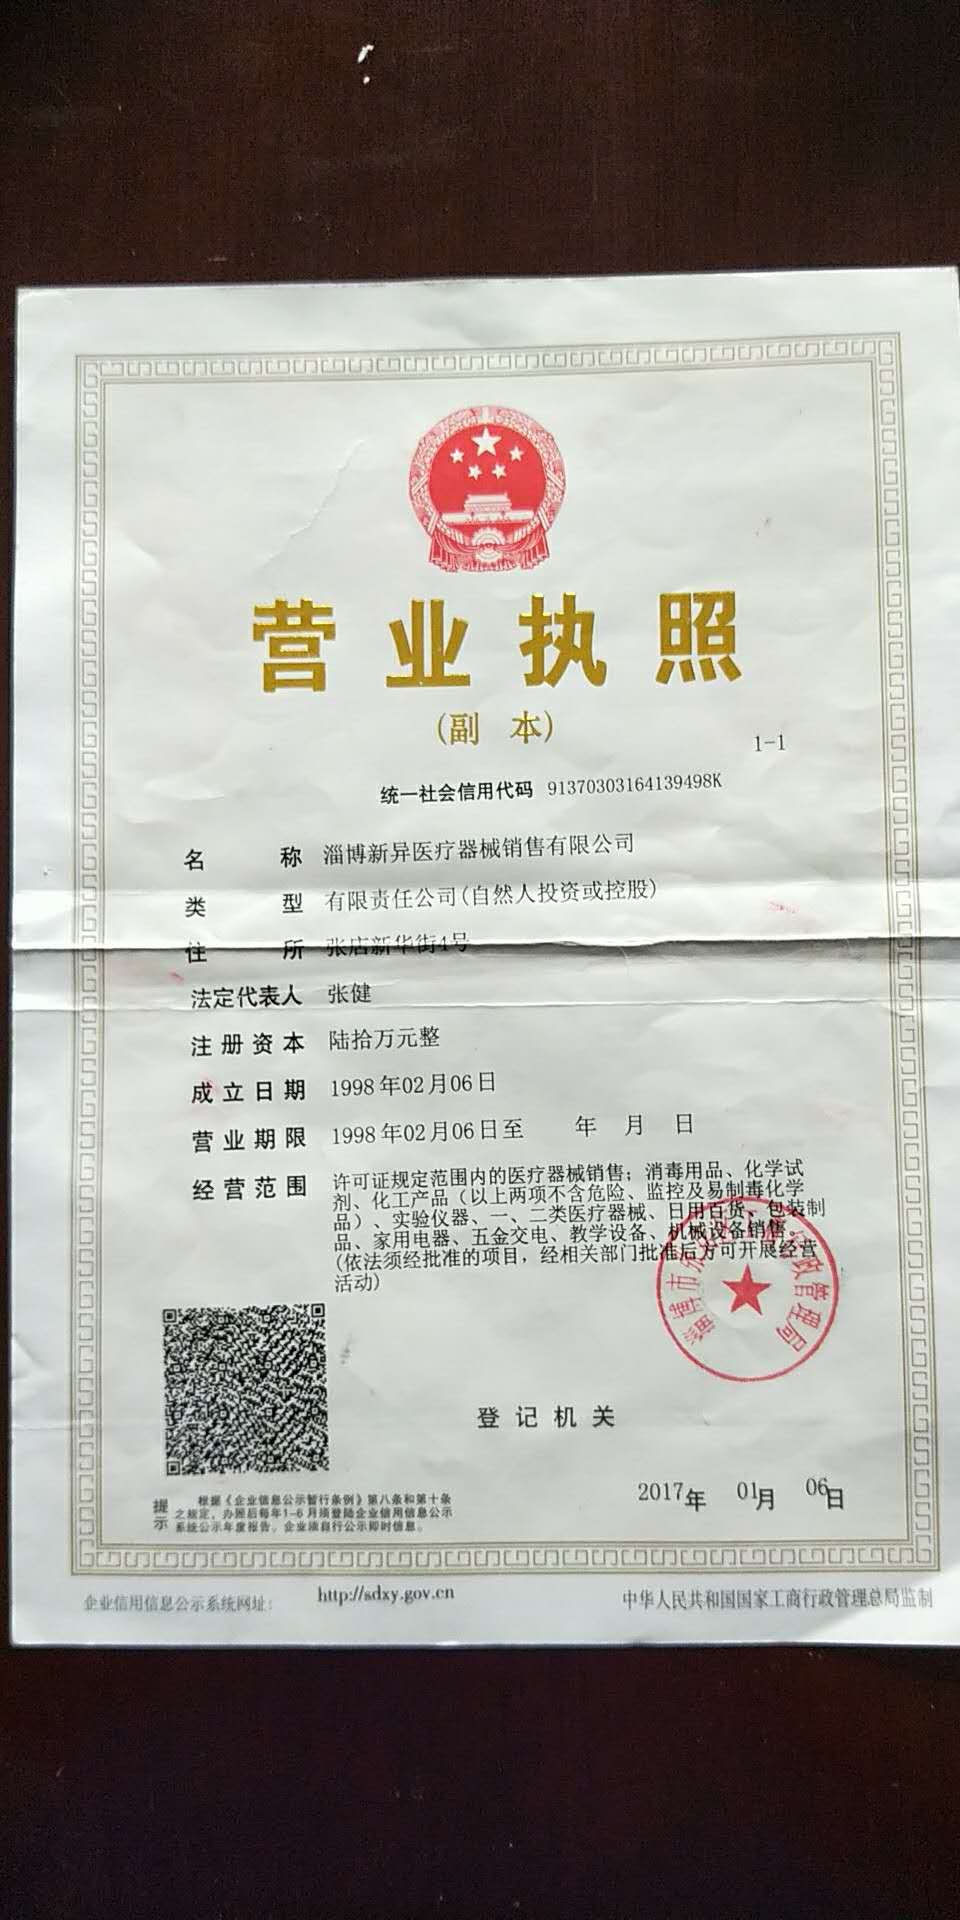 营业执照
(副 本)
1-1
统一社会信用代码 91370303164139498K
名 称 淄博新异医疗器械销售有限公司
类 型 有限责任公司(自然人投资或控股)
住 所 张店新华街4号
法定代表人 张健
注册资本 陆拾万元整
成立日期 1998年02月06日
营业期限 1998年02月06日至 年 月 日
经营范围 许可证规定范围内的医疗器械销售；消毒用品、化学试
剂、化工产品（以上两项不含危险、监控及易制毒化学
品）、实验仪器、一、二类医疗器械、日用百货、包装制
品、家用电器、五金交电、教学设备、机械设备销售。
(依法须经批准的项目，经相关部门批准后方可开展经营
活动)
淄博市 行政管理局
登记机关
2017年 01月 06日
提示 根据《企业信息公示暂行条例》第八条和第十条
之规定，办照后每年1-6月须登陆企业信用信息公示
系统公示年度报告。企业须自行公示即时信息。
企业信用信息公示系统网址： http://sdxy.gov.cn 中华人民共和国国家工商行政管理总局监制